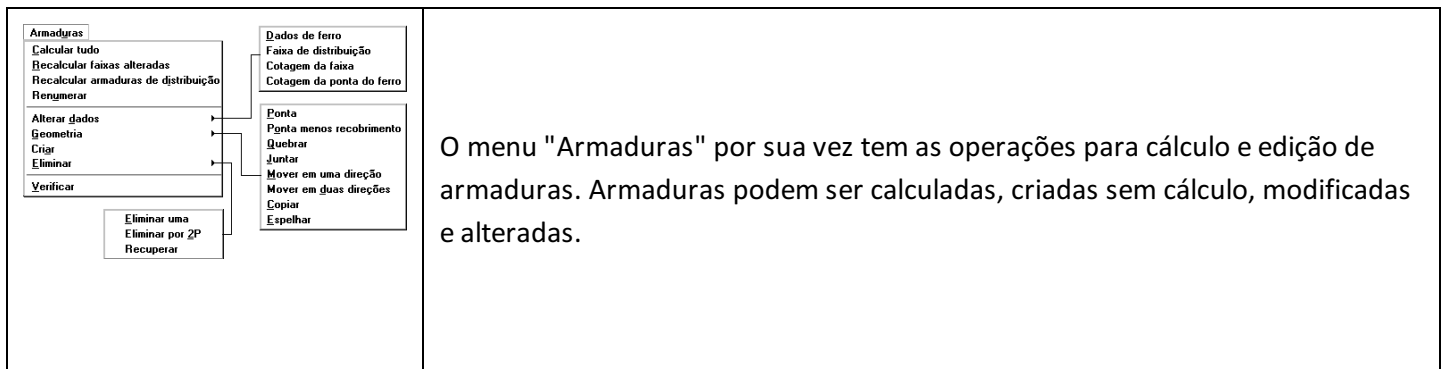 Armaduras
Calcular tudo
Recalcular faixas alteradas
Recalcular armaduras de distribuição
Renumerar
Alterar dados
Geometria
Criar
Eliminar
Verificar
Dados de ferro
Faixa de distribuição
Cotagem da faixa
Cotagem da ponta do ferro
Ponta
Ponta menos recobrimento
Quebrar
Juntar
Mover em uma direção
Mover em duas direções
Copiar
Espelhar
Eliminar uma
Eliminar por 2P
Recuperar
O menu "Armaduras" por sua vez tem as operações para cálculo e edição de
armaduras. Armaduras podem ser calculadas, criadas sem cálculo, modificadas
e alteradas.